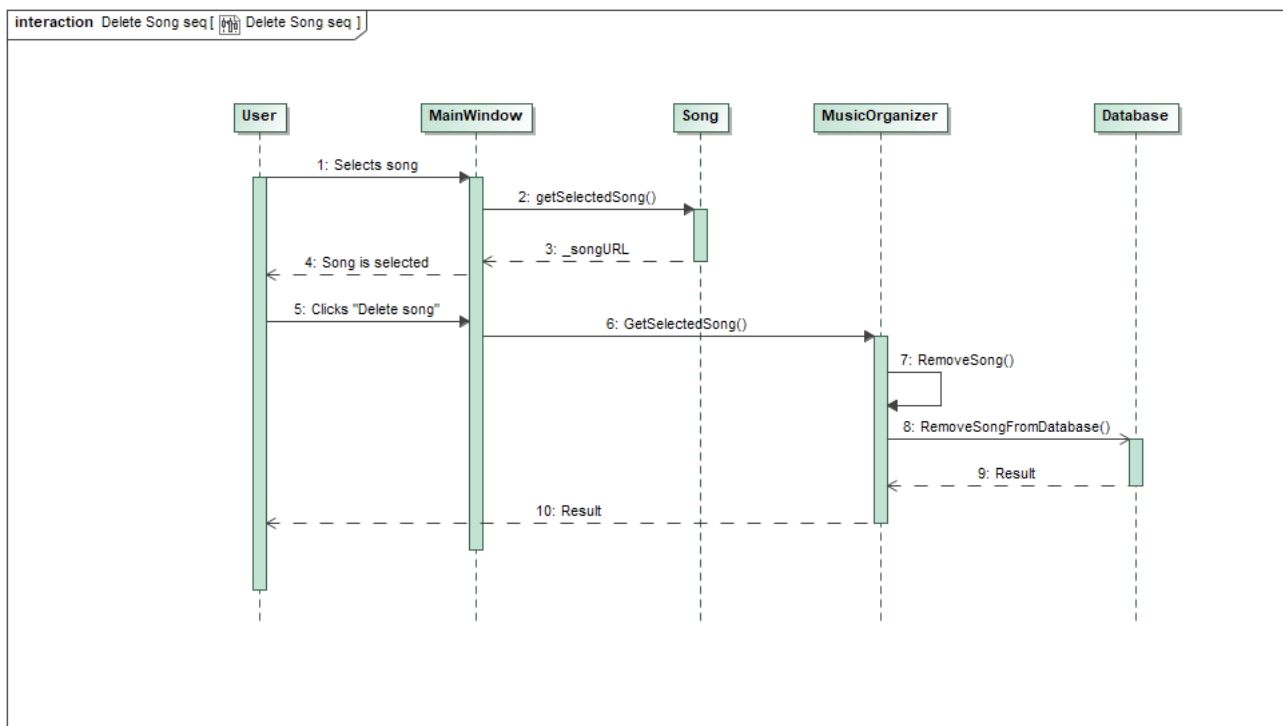 interaction Delete Song seq [ Delete Song seq ]
User
MainWindow
Song
MusicOrganizer
Database
1: Selects song
2: getSelectedSong()
3: _songURL
4: Song is selected
5: Clicks "Delete song"
6: GetSelectedSong()
7: RemoveSong()
8: RemoveSongFromDatabase()
9: Result
10: Result